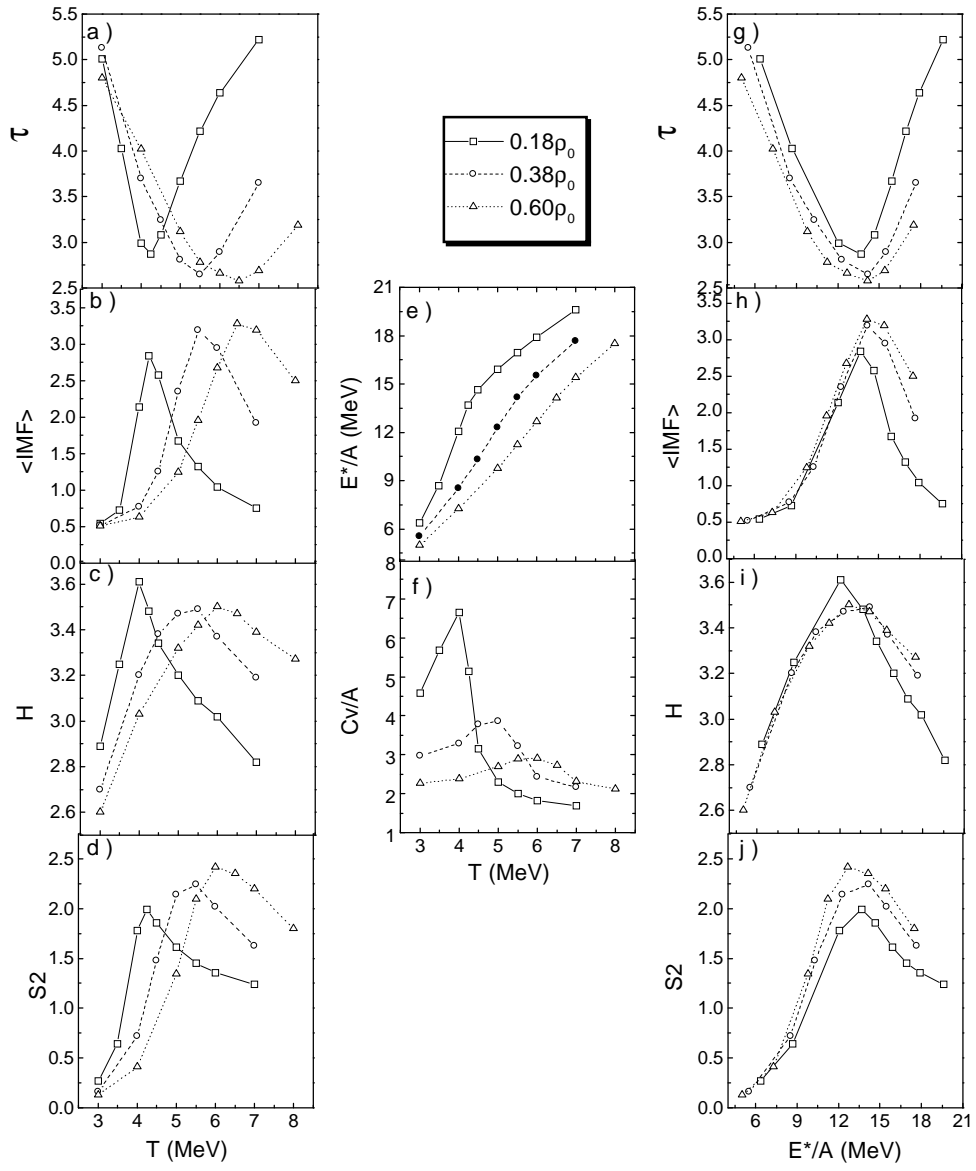 a )
5.0
4.5
4.0
3.5
3.0
2.5
τ
b )
3.5
3.0
2.5
2.0
1.5
1.0
0.5
0.0
<IMF>
c )
3.6
3.4
3.2
3.0
2.8
2.6
H
d )
2.5
2.0
1.5
1.0
0.5
0.0
S2
3 4 5 6 7 8
T (MeV)
0.18ρ0
0.38ρ0
0.60ρ0
e )
21
18
15
12
9
6
E*/A (MeV)
f )
8
7
6
5
4
3
2
1
Cv/A
3 4 5 6 7 8
T (MeV)
g )
5.0
4.5
4.0
3.5
3.0
2.5
τ
h )
3.5
3.0
2.5
2.0
1.5
1.0
0.5
0.0
<IMF>
i )
3.6
3.4
3.2
3.0
2.8
2.6
H
j )
2.5
2.0
1.5
1.0
0.5
0.0
S2
6 9 12 15 18 21
E*/A (MeV)